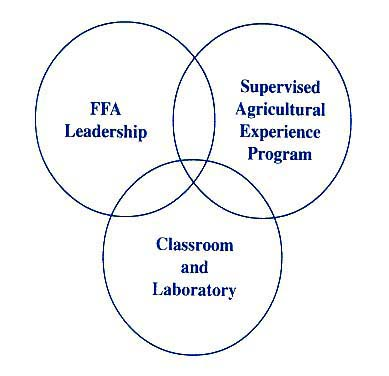 FFA
Leadership
Supervised
Agricultural
Experience
Program
Classroom
and
Laboratory